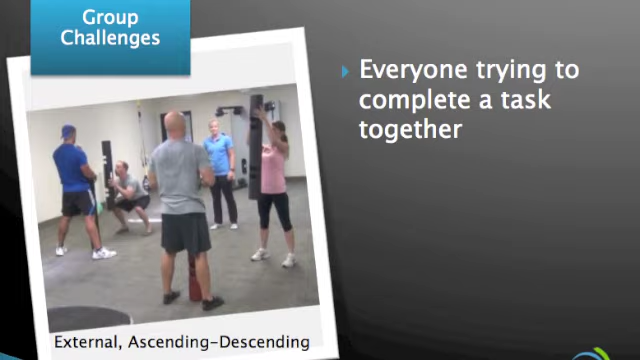 Group
Challenges
Everyone trying to
complete a task
together
External, Ascending-Descending